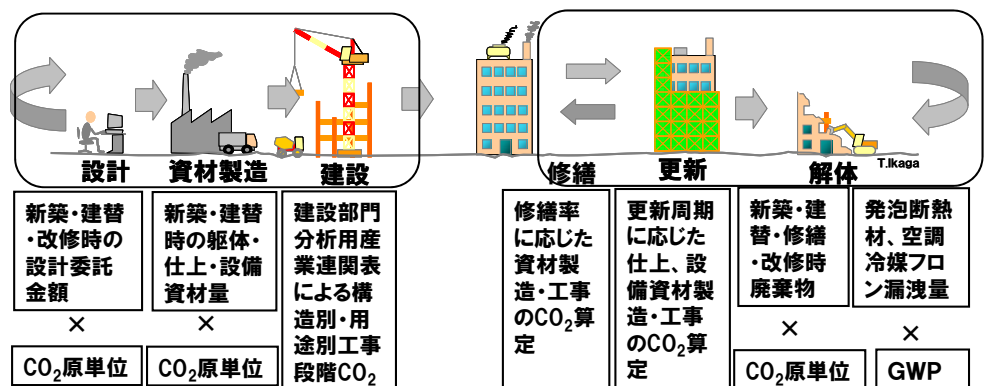 設計
資材製造
建設
修繕
更新
解体
T.Ikaga
新築・建替
・改修時の
設計委託
金額
×
CO₂原単位
新築・建替
時の躯体・
仕上・設備
資材量
×
CO₂原単位
建設部門
分析用産
業連関表
による構
造別・用
途別工事
段階CO₂
修繕率
に応じた
資材製
造・工事
のCO₂算
定
更新周期
に応じた
仕上、設
備資材製
造・工事
のCO₂算
定
新築・建
替・修繕
・改修時
廃棄物
×
CO₂原単位
発泡断熱
材、空調
冷媒フロ
ン漏洩量
×
GWP